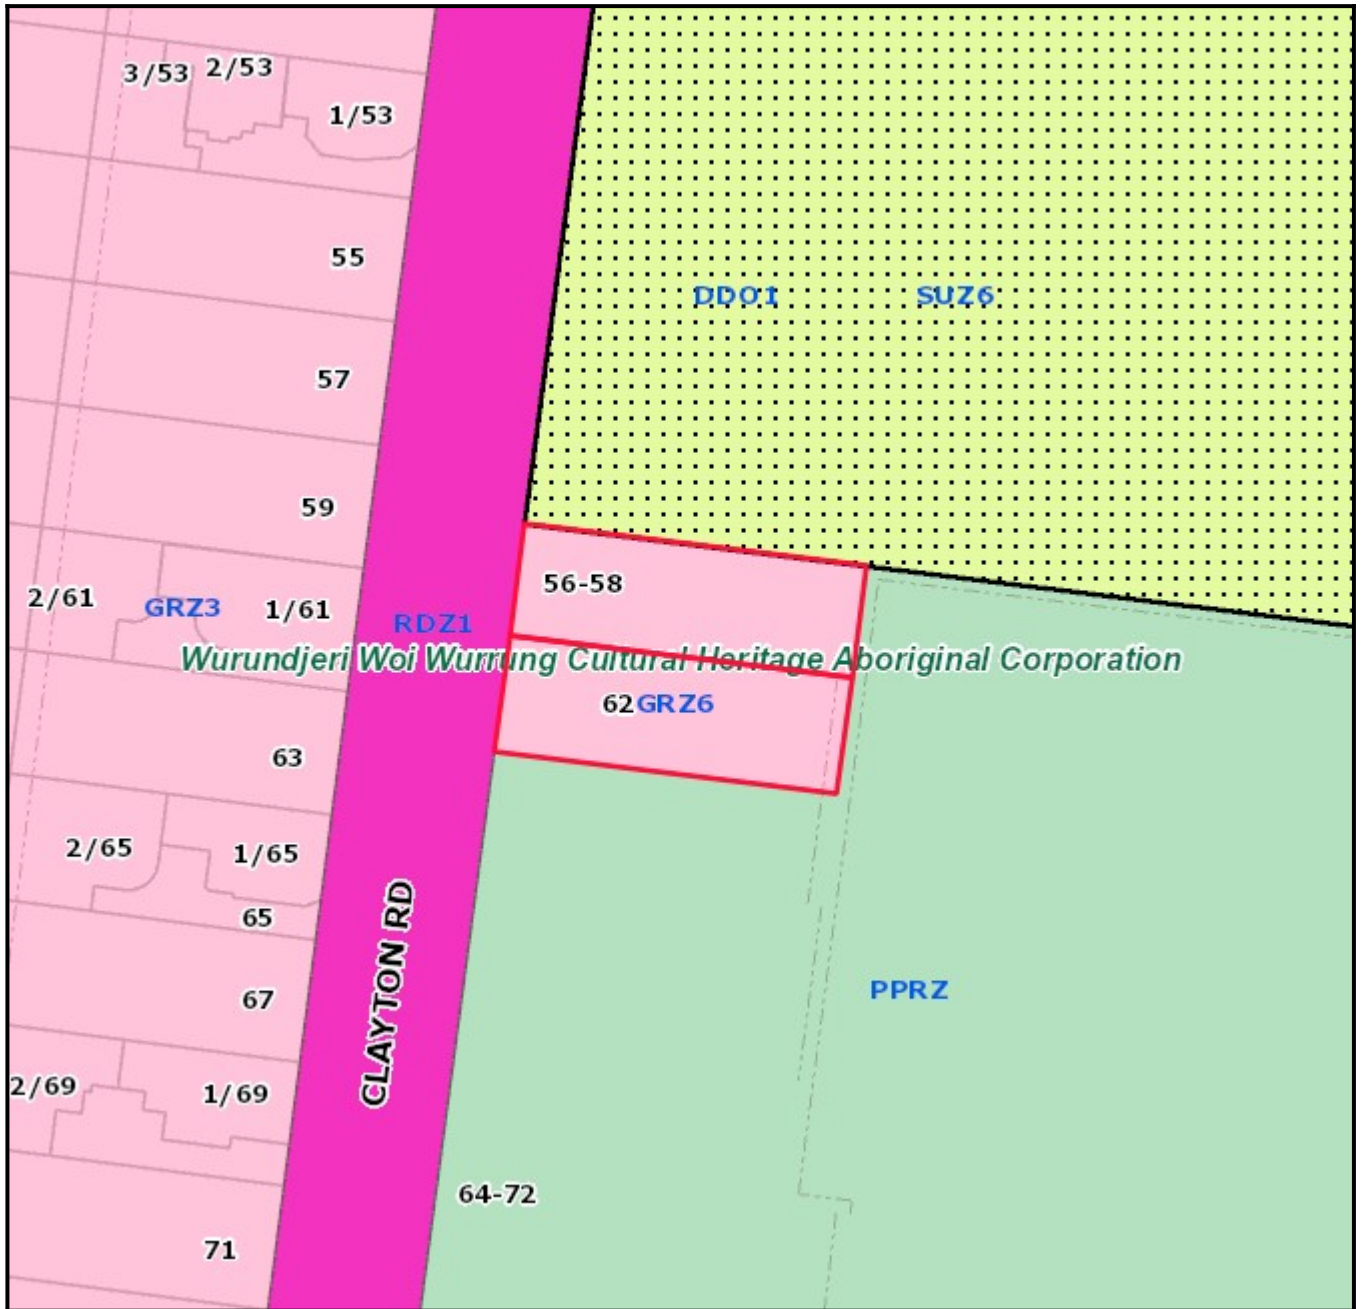 3/53
2/53
1/53
55
DDO1
SUZ6
57
59
56-58
2/61
GRZ3
1/61
RDZ1
Wurundjeri Woi Wurrung Cultural Heritage Aboriginal Corporation
62
GRZ6
63
2/65
1/65
65
CLAYTON RD
67
PPRZ
2/69
1/69
64-72
71